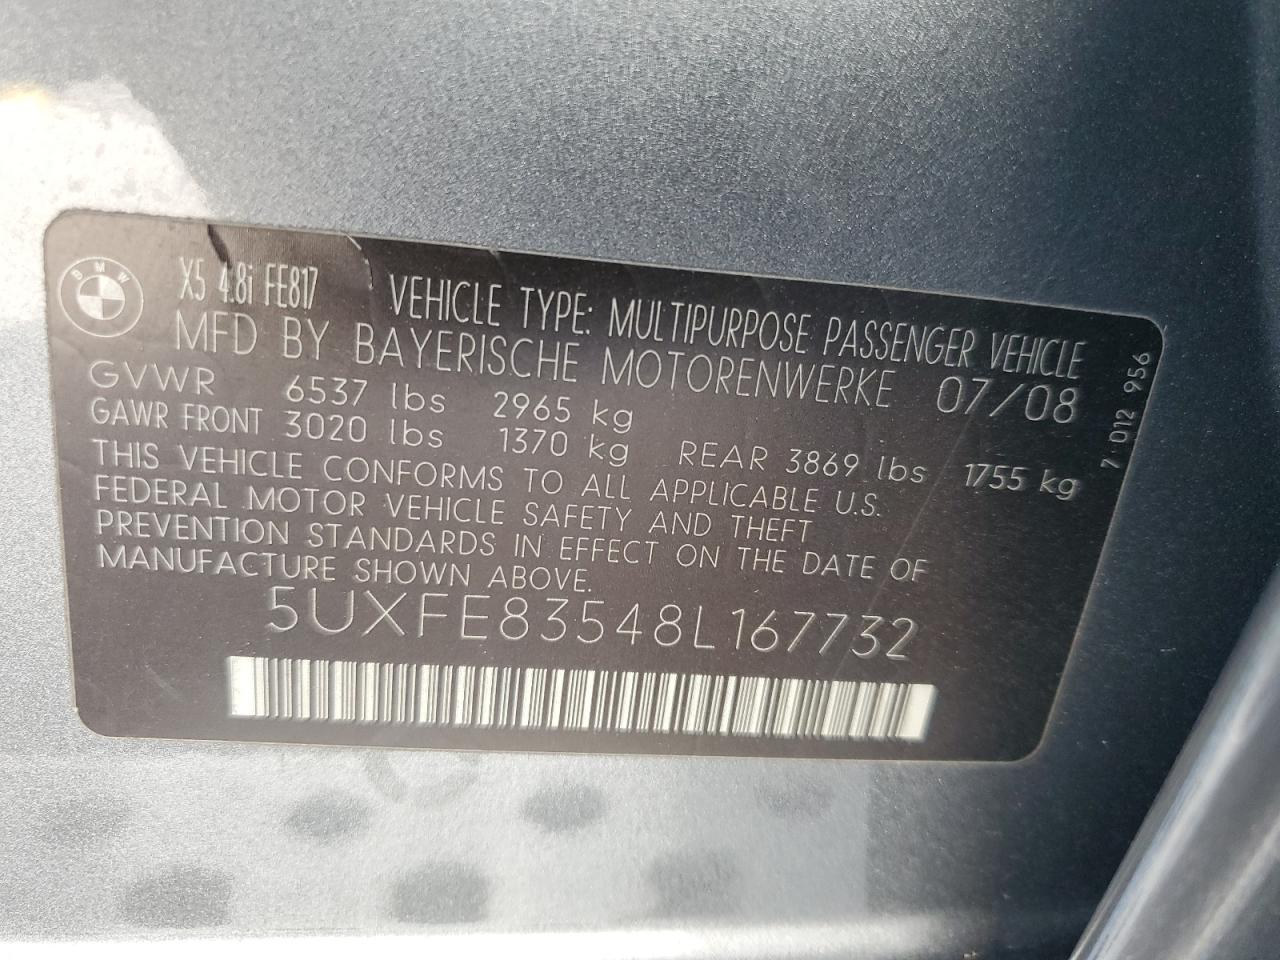 BMW
X5 4.8i FE817 VEHICLE TYPE: MULTIPURPOSE PASSENGER VEHICLE
MFD BY BAYERISCHE MOTORENWERKE 07/08
GVWR 6537 lbs 2965 kg
GAWR FRONT 3020 lbs 1370 kg REAR 3869 lbs 1755 kg
THIS VEHICLE CONFORMS TO ALL APPLICABLE U.S.
FEDERAL MOTOR VEHICLE SAFETY AND THEFT
PREVENTION STANDARDS IN EFFECT ON THE DATE OF
MANUFACTURE SHOWN ABOVE.
5UXFE83548L167732
7 D12 956